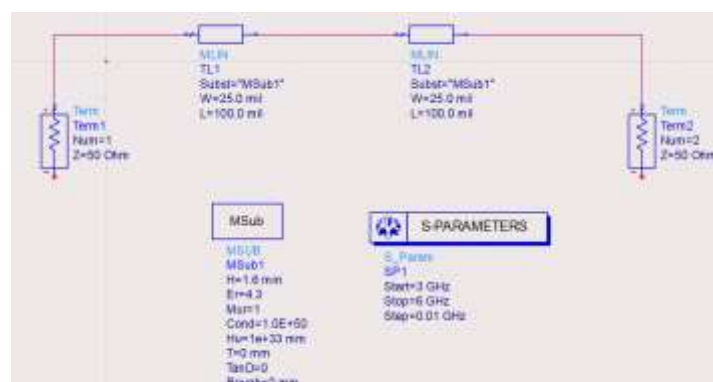 MLIN
TL1
Subst="MSub1"
W=25.0 mil
L=100.0 mil
MLIN
TL2
Subst="MSub1"
W=25.0 mil
L=100.0 mil
Term
Term1
Num=1
Z=50 Ohm
Term
Term2
Num=2
Z=50 Ohm
MSub
MSUB
MSub1
H=1.6 mm
Er=4.3
Mur=1
Cond=1.0E+50
Hu=1e+33 mm
T=0 mm
TanD=0
S-PARAMETERS
S_Param
SP1
Start=3 GHz
Stop=6 GHz
Step=0.01 GHz